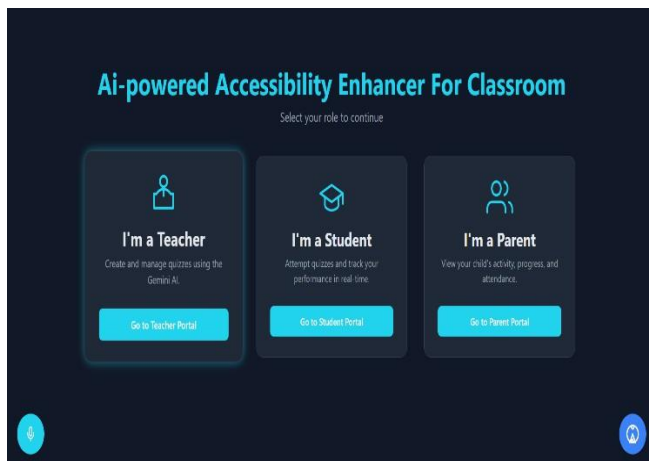 Ai-powered Accessibility Enhancer For Classroom
Select your role to continue
I'm a Teacher
Create and manage quizzes using the
Gemini AI.
Go to Teacher Portal
I'm a Student
Attempt quizzes and track your
performance in real-time.
Go to Student Portal
I'm a Parent
View your child's activity, progress, and
attendance.
Go to Parent Portal